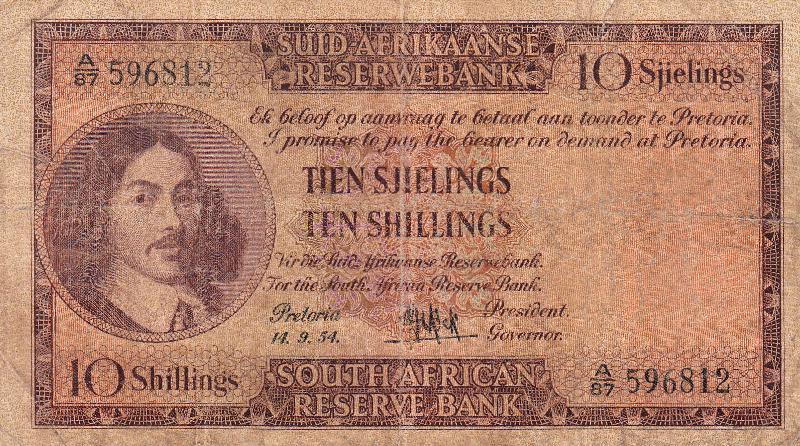 SUID-AFRIKAANSE
RESERWEBANK
A/87 596812
10 Sjielings
Ek beloof op aanvraag te betaal aan toonder te Pretoria.
I promise to pay the bearer on demand at Pretoria.
TIEN SJIELINGS
TEN SHILLINGS
Vir die Suid-Afrikaanse Reserwebank.
For the South African Reserve Bank.
Pretoria
14.9.54.
President.
Governor.
10 Shillings
SOUTH AFRICAN
RESERVE BANK
A/87 596812